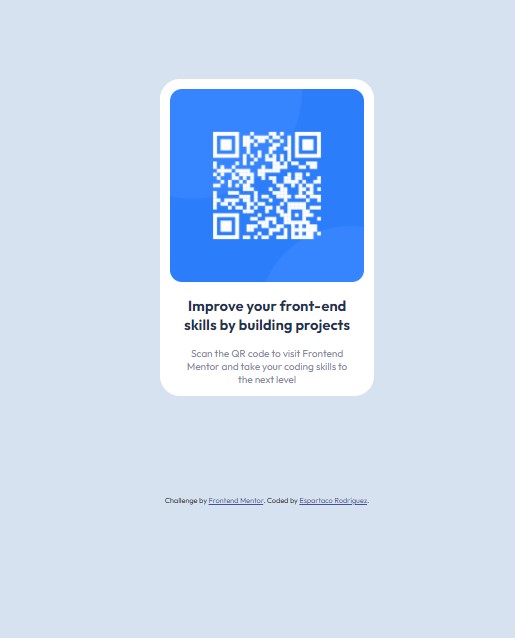 Improve your front-end
skills by building projects
Scan the QR code to visit Frontend
Mentor and take your coding skills to
the next level
Challenge by Frontend Mentor. Coded by Espartaco Rodriguez.